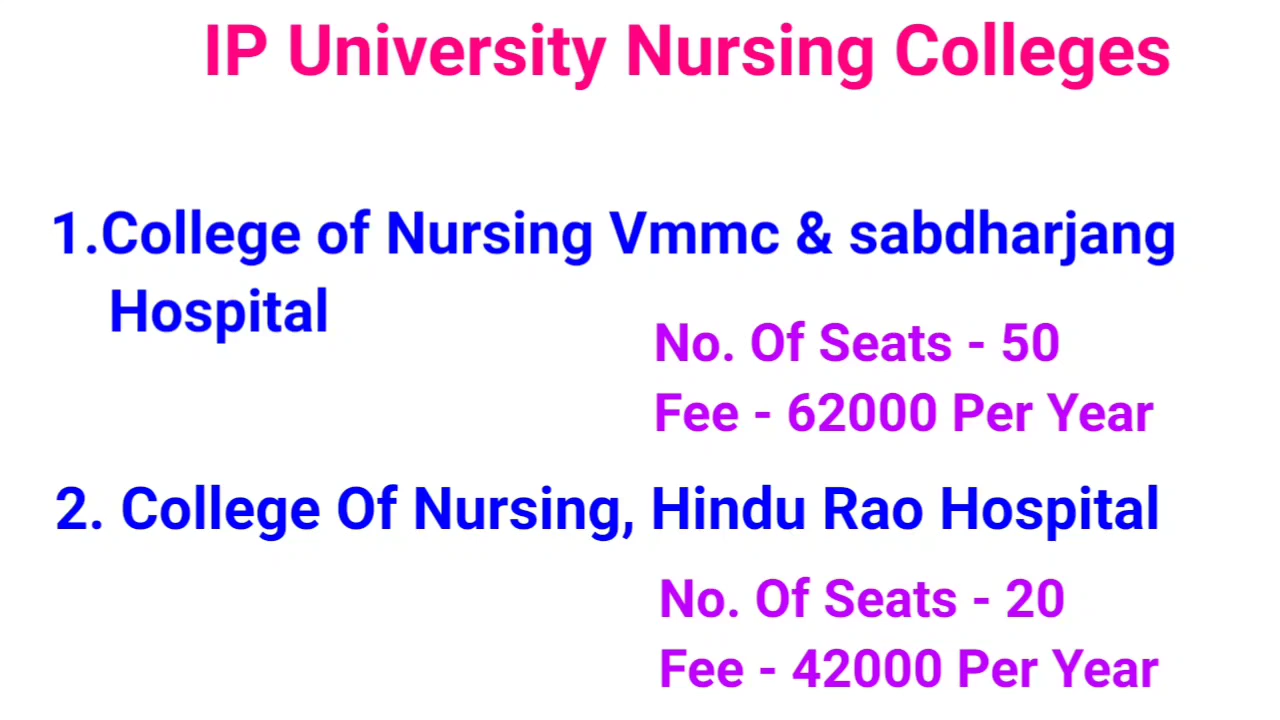 IP University Nursing Colleges
1.College of Nursing Vmmc & sabdharjang
Hospital
No. Of Seats - 50
Fee - 62000 Per Year
2. College Of Nursing, Hindu Rao Hospital
No. Of Seats - 20
Fee - 42000 Per Year